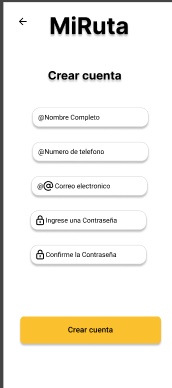 MiRuta
Crear cuenta
@Nombre Completo
@Numero de telefono
@@ Correo electronico
Ingrese una Contraseña
Confirme la Contraseña
Crear cuenta